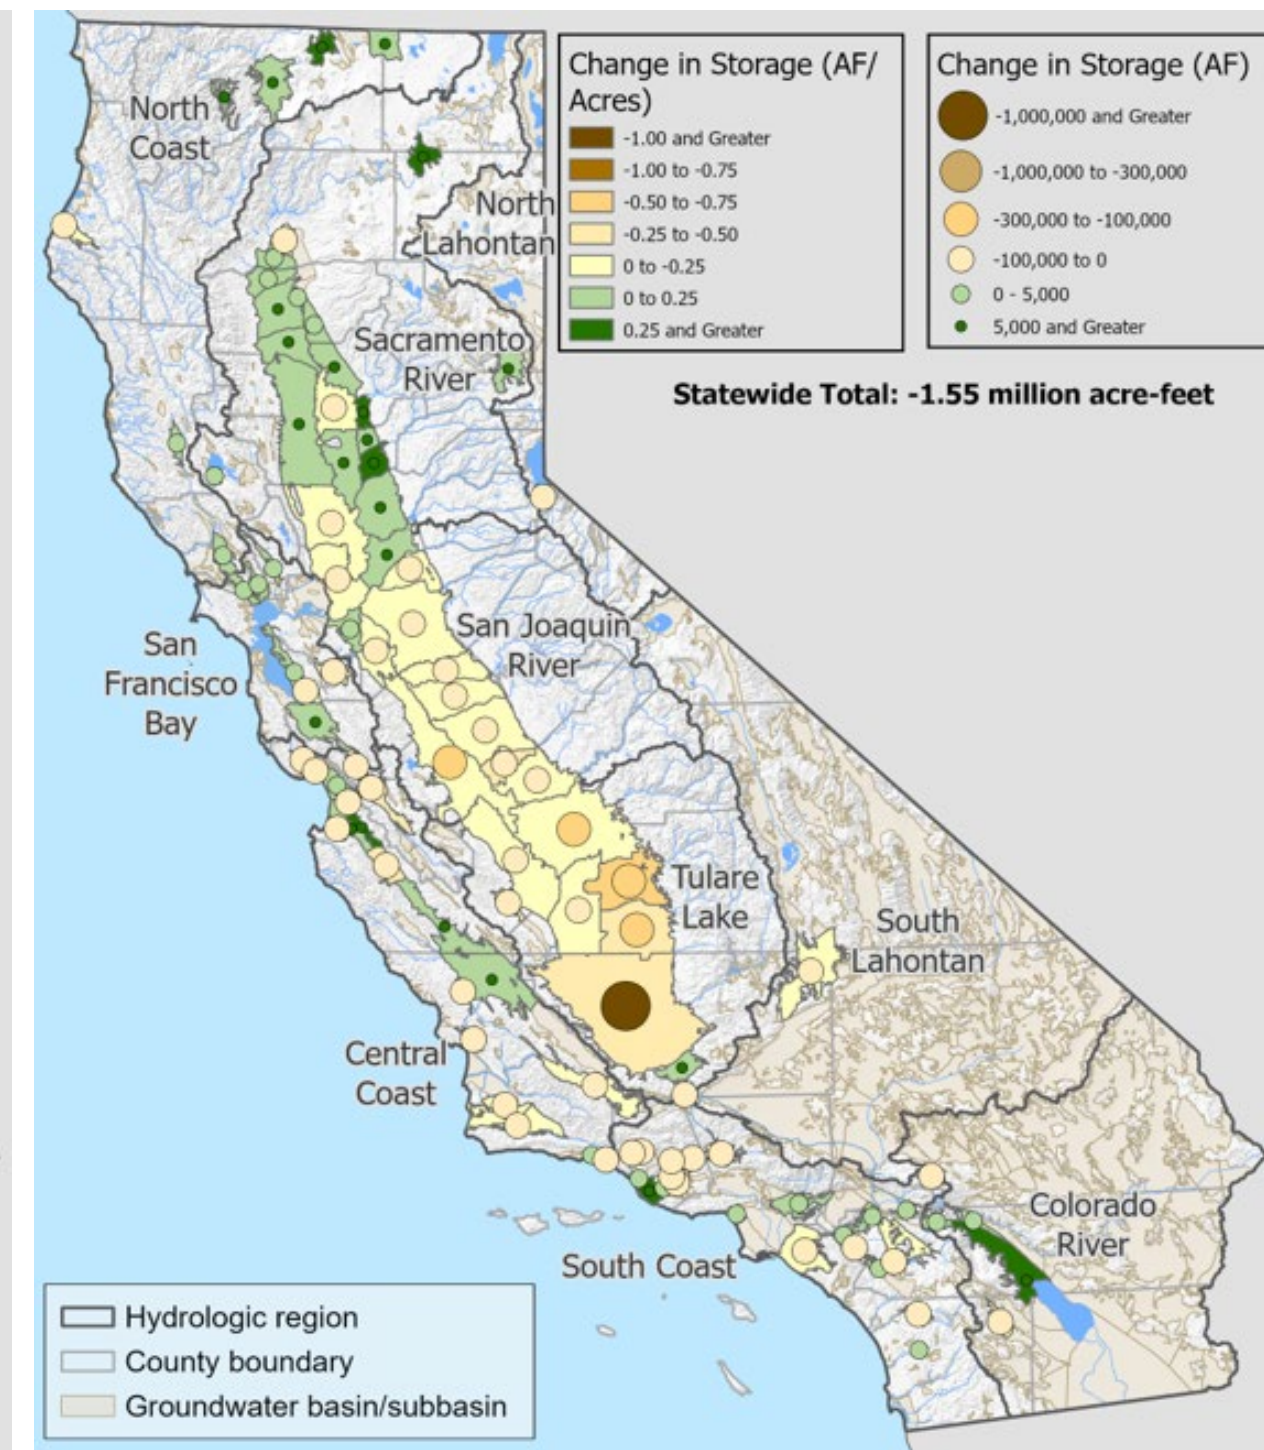 North
Coast
North
Lahontan
Sacramento
River
San Joaquin
River
San
Francisco
Bay
Tulare
Lake
South
Lahontan
Central
Coast
South Coast
Colorado
River
Change in Storage (AF/
Acres)
-1.00 and Greater
-1.00 to -0.75
-0.50 to -0.75
-0.25 to -0.50
0 to -0.25
0 to 0.25
0.25 and Greater
Change in Storage (AF)
-1,000,000 and Greater
-1,000,000 to -300,000
-300,000 to -100,000
-100,000 to 0
0 - 5,000
5,000 and Greater
Statewide Total: -1.55 million acre-feet
Hydrologic region
County boundary
Groundwater basin/subbasin